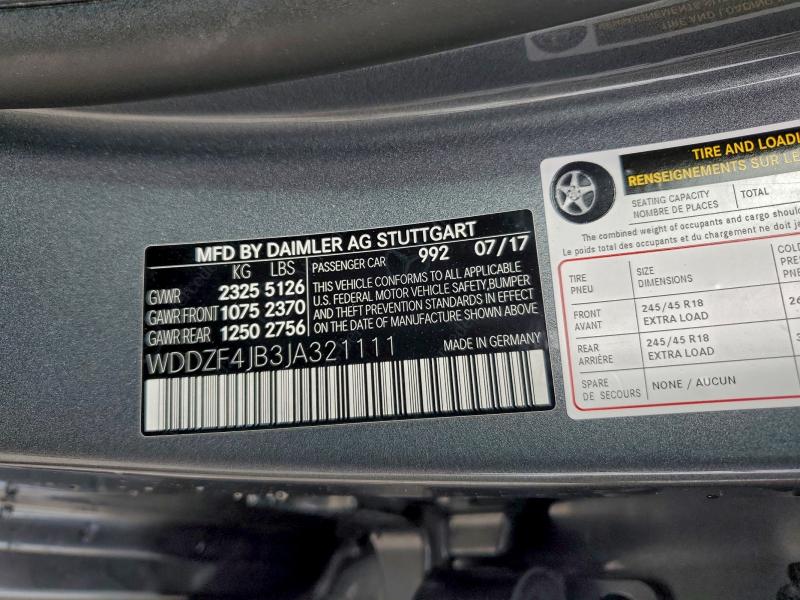 MFD BY DAIMLER AG STUTTGART
KG LBS
GVWR 2325 5126
GAWR FRONT 1075 2370
GAWR REAR 1250 2756
PASSENGER CAR 992 07/17
THIS VEHICLE CONFORMS TO ALL APPLICABLE
U.S. FEDERAL MOTOR VEHICLE SAFETY, BUMPER
AND THEFT PREVENTION STANDARDS IN EFFECT
ON THE DATE OF MANUFACTURE SHOWN ABOVE
MADE IN GERMANY
WDDZF4JB3JA321111
TIRE AND LOADI
RENSEIGNEMENTS SUR LE
SEATING CAPACITY
NOMBRE DE PLACES
TOTAL
The combined weight of occupants and cargo shou
Le poids total des occupants et du chargement ne doit je
TIRE
PNEU
SIZE
DIMENSIONS
COL
PRE
PN
FRONT
AVANT
245/45 R18
EXTRA LOAD
REAR
ARRIÈRE
245/45 R18
EXTRA LOAD
SPARE
DE SECOURS
NONE / AUCUN